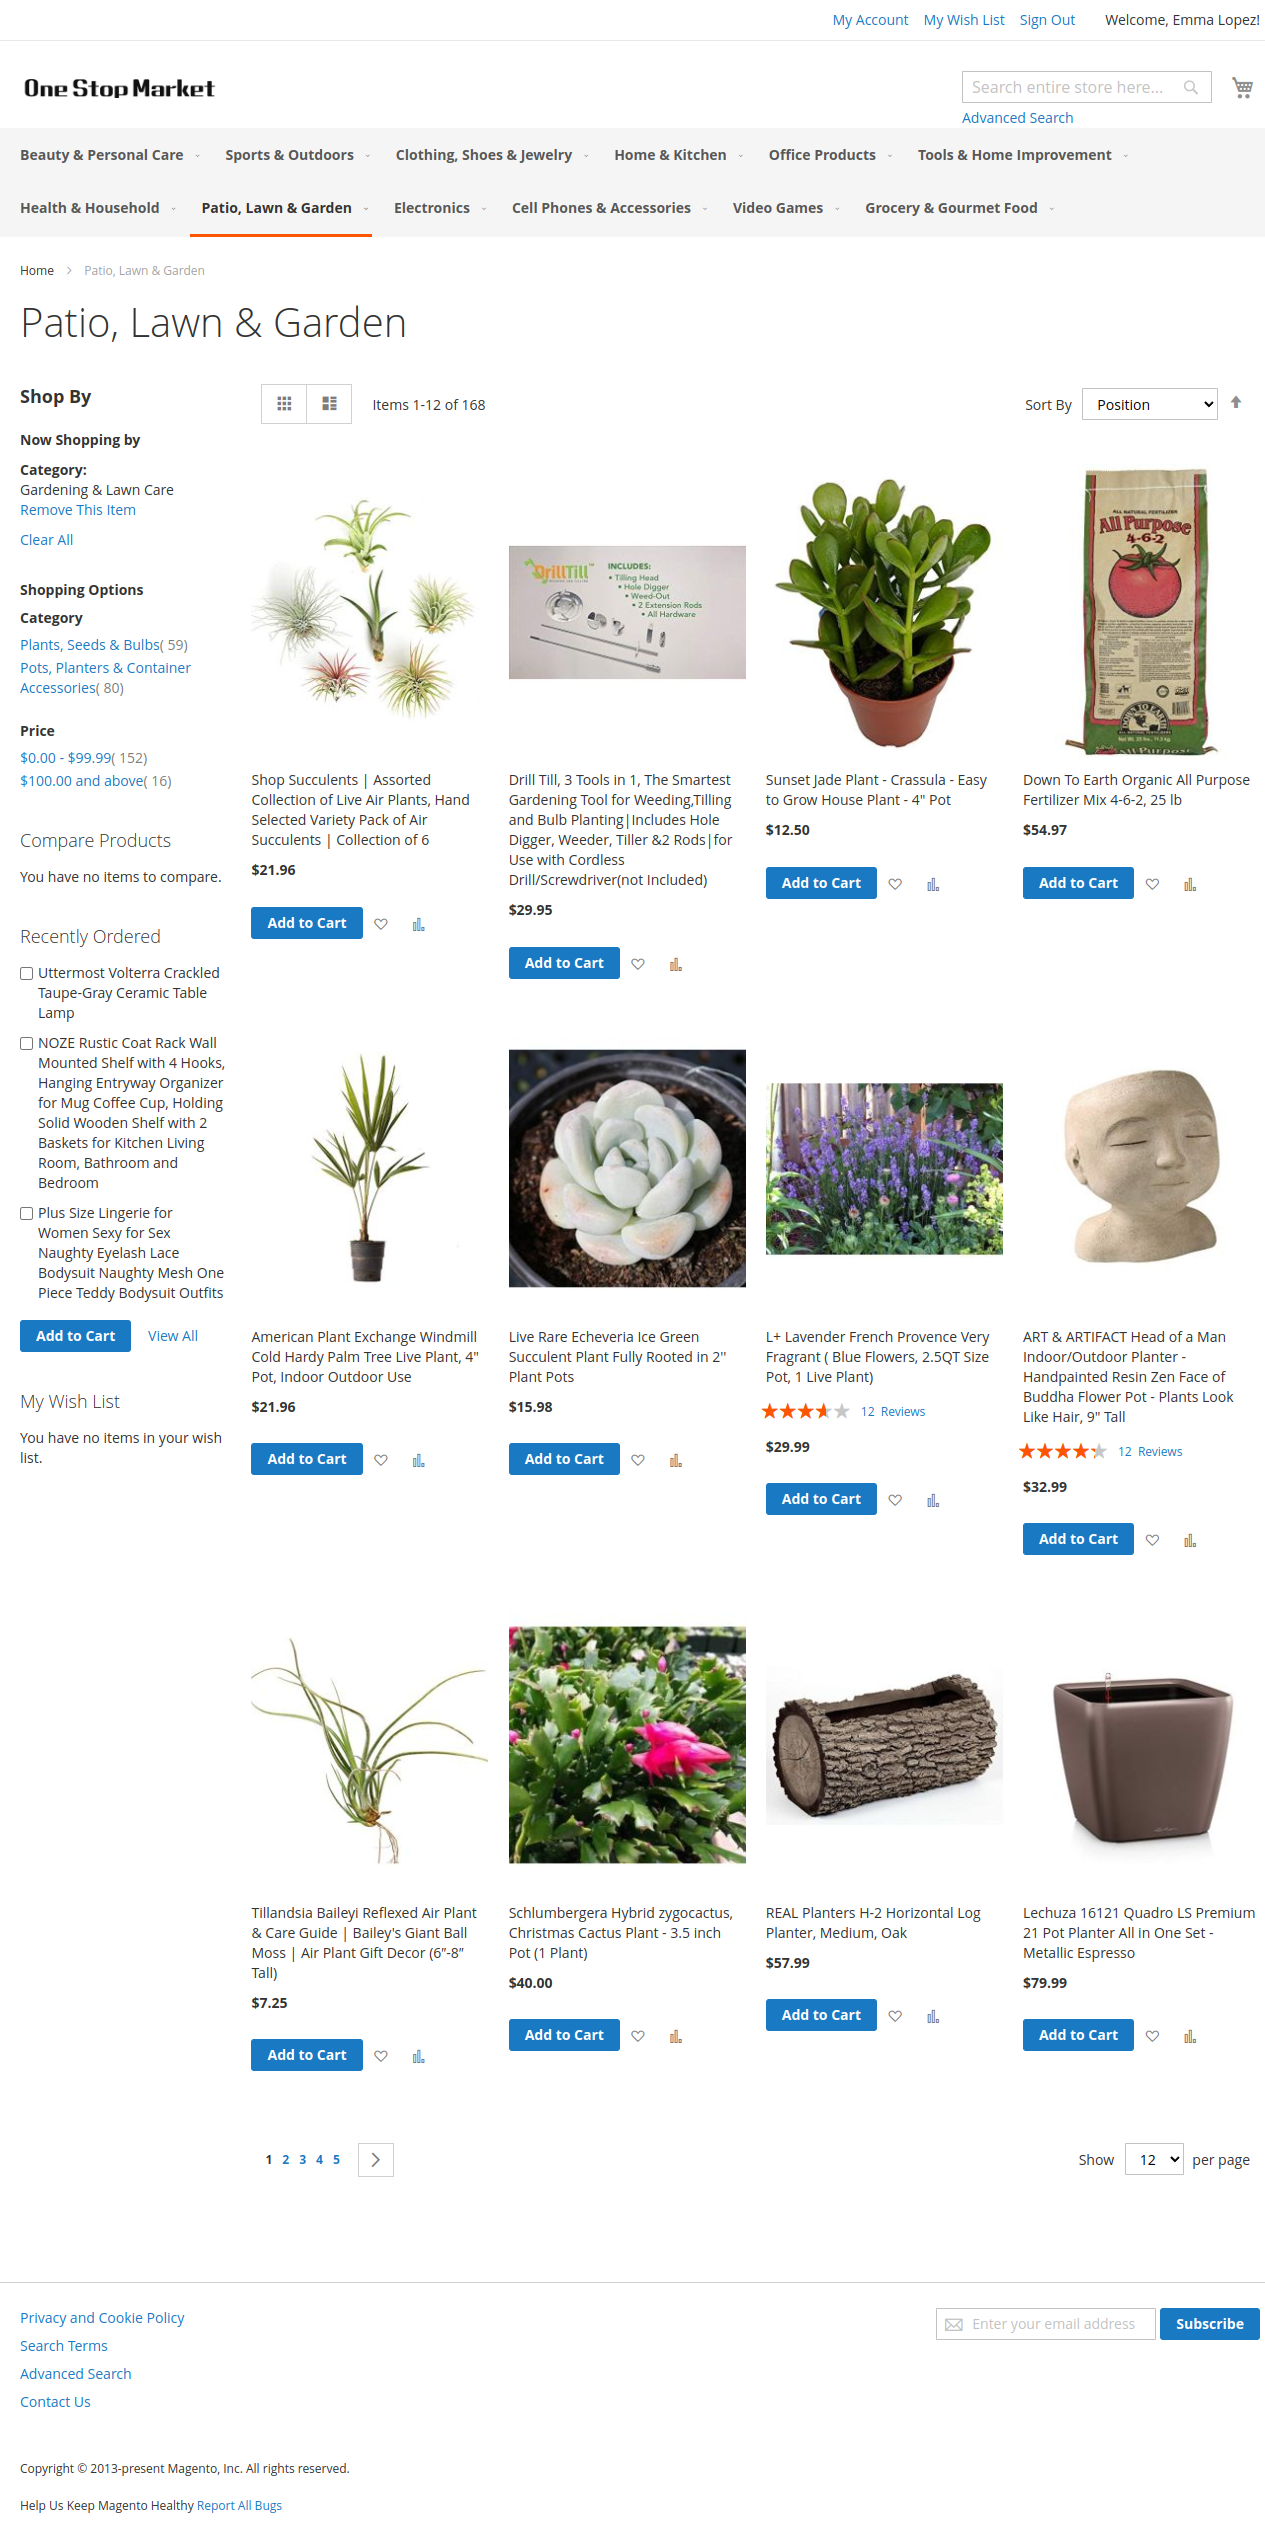 My Account My Wish List Sign Out Welcome, Emma Lopez!
One Stop Market
Search entire store here...
Advanced Search
Beauty & Personal Care Sports & Outdoors Clothing, Shoes & Jewelry Home & Kitchen Office Products Tools & Home Improvement
Health & Household Patio, Lawn & Garden Electronics Cell Phones & Accessories Video Games Grocery & Gourmet Food
Home Patio, Lawn & Garden
Patio, Lawn & Garden
Shop By
Now Shopping by
Category:
Gardening & Lawn Care
Remove This Item
Clear All
Shopping Options
Category
Plants, Seeds & Bulbs( 59)
Pots, Planters & Container
Accessories( 80)
Price
$0.00 - $99.99( 152)
$100.00 and above( 16)
Compare Products
You have no items to compare.
Recently Ordered
Uttermost Volterra Crackled
Taupe-Gray Ceramic Table
Lamp
NOZE Rustic Coat Rack Wall
Mounted Shelf with 4 Hooks,
Hanging Entryway Organizer
for Mug Coffee Cup, Holding
Solid Wooden Shelf with 2
Baskets for Kitchen Living
Room, Bathroom and
Bedroom
Plus Size Lingerie for
Women Sexy for Sex
Naughty Eyelash Lace
Bodysuit Naughty Mesh One
Piece Teddy Bodysuit Outfits
Add to Cart View All
My Wish List
You have no items in your wish
list.
Items 1-12 of 168
Sort By Position
Shop Succulents | Assorted
Collection of Live Air Plants, Hand
Selected Variety Pack of Air
Succulents | Collection of 6
$21.96
Add to Cart
DrillTill
INCLUDES:
• Tilling Head
• Hole Digger
• Weed-Out
• 2 Extension Rods
• All Hardware
Drill Till, 3 Tools in 1, The Smartest
Gardening Tool for Weeding,Tilling
and Bulb Planting|Includes Hole
Digger, Weeder, Tiller &2 Rods|for
Use with Cordless
Drill/Screwdriver(not Included)
$29.95
Add to Cart
Sunset Jade Plant - Crassula - Easy
to Grow House Plant - 4" Pot
$12.50
Add to Cart
ALL NATURAL FERTILIZER
All Purpose
4-6-2
DOWN TO EARTH
All Purpose
Down To Earth Organic All Purpose
Fertilizer Mix 4-6-2, 25 lb
$54.97
Add to Cart
American Plant Exchange Windmill
Cold Hardy Palm Tree Live Plant, 4"
Pot, Indoor Outdoor Use
$21.96
Add to Cart
Live Rare Echeveria Ice Green
Succulent Plant Fully Rooted in 2''
Plant Pots
$15.98
Add to Cart
L+ Lavender French Provence Very
Fragrant ( Blue Flowers, 2.5QT Size
Pot, 1 Live Plant)
12 Reviews
$29.99
Add to Cart
ART & ARTIFACT Head of a Man
Indoor/Outdoor Planter -
Handpainted Resin Zen Face of
Buddha Flower Pot - Plants Look
Like Hair, 9" Tall
12 Reviews
$32.99
Add to Cart
Tillandsia Baileyi Reflexed Air Plant
& Care Guide | Bailey's Giant Ball
Moss | Air Plant Gift Decor (6”-8”
Tall)
$7.25
Add to Cart
Schlumbergera Hybrid zygocactus,
Christmas Cactus Plant - 3.5 inch
Pot (1 Plant)
$40.00
Add to Cart
REAL Planters H-2 Horizontal Log
Planter, Medium, Oak
$57.99
Add to Cart
Lechuza 16121 Quadro LS Premium
21 Pot Planter All in One Set -
Metallic Espresso
$79.99
Add to Cart
1 2 3 4 5
Show 12 per page
Privacy and Cookie Policy
Search Terms
Advanced Search
Contact Us
Enter your email address Subscribe
Copyright © 2013-present Magento, Inc. All rights reserved.
Help Us Keep Magento Healthy Report All Bugs